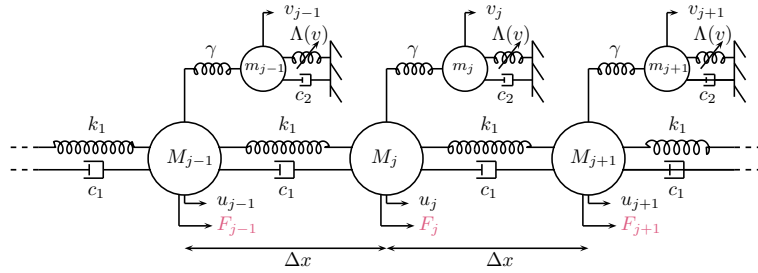 v_{j-1} v_j v_{j+1}
Λ(v) Λ(v) Λ(v)
γ γ γ
m_{j-1} m_j m_{j+1}
c_2 c_2 c_2
k_1 k_1 k_1 k_1
M_{j-1} M_j M_{j+1}
c_1 c_1 c_1 c_1
u_{j-1} u_j u_{j+1}
F_{j-1} F_j F_{j+1}
Δx Δx